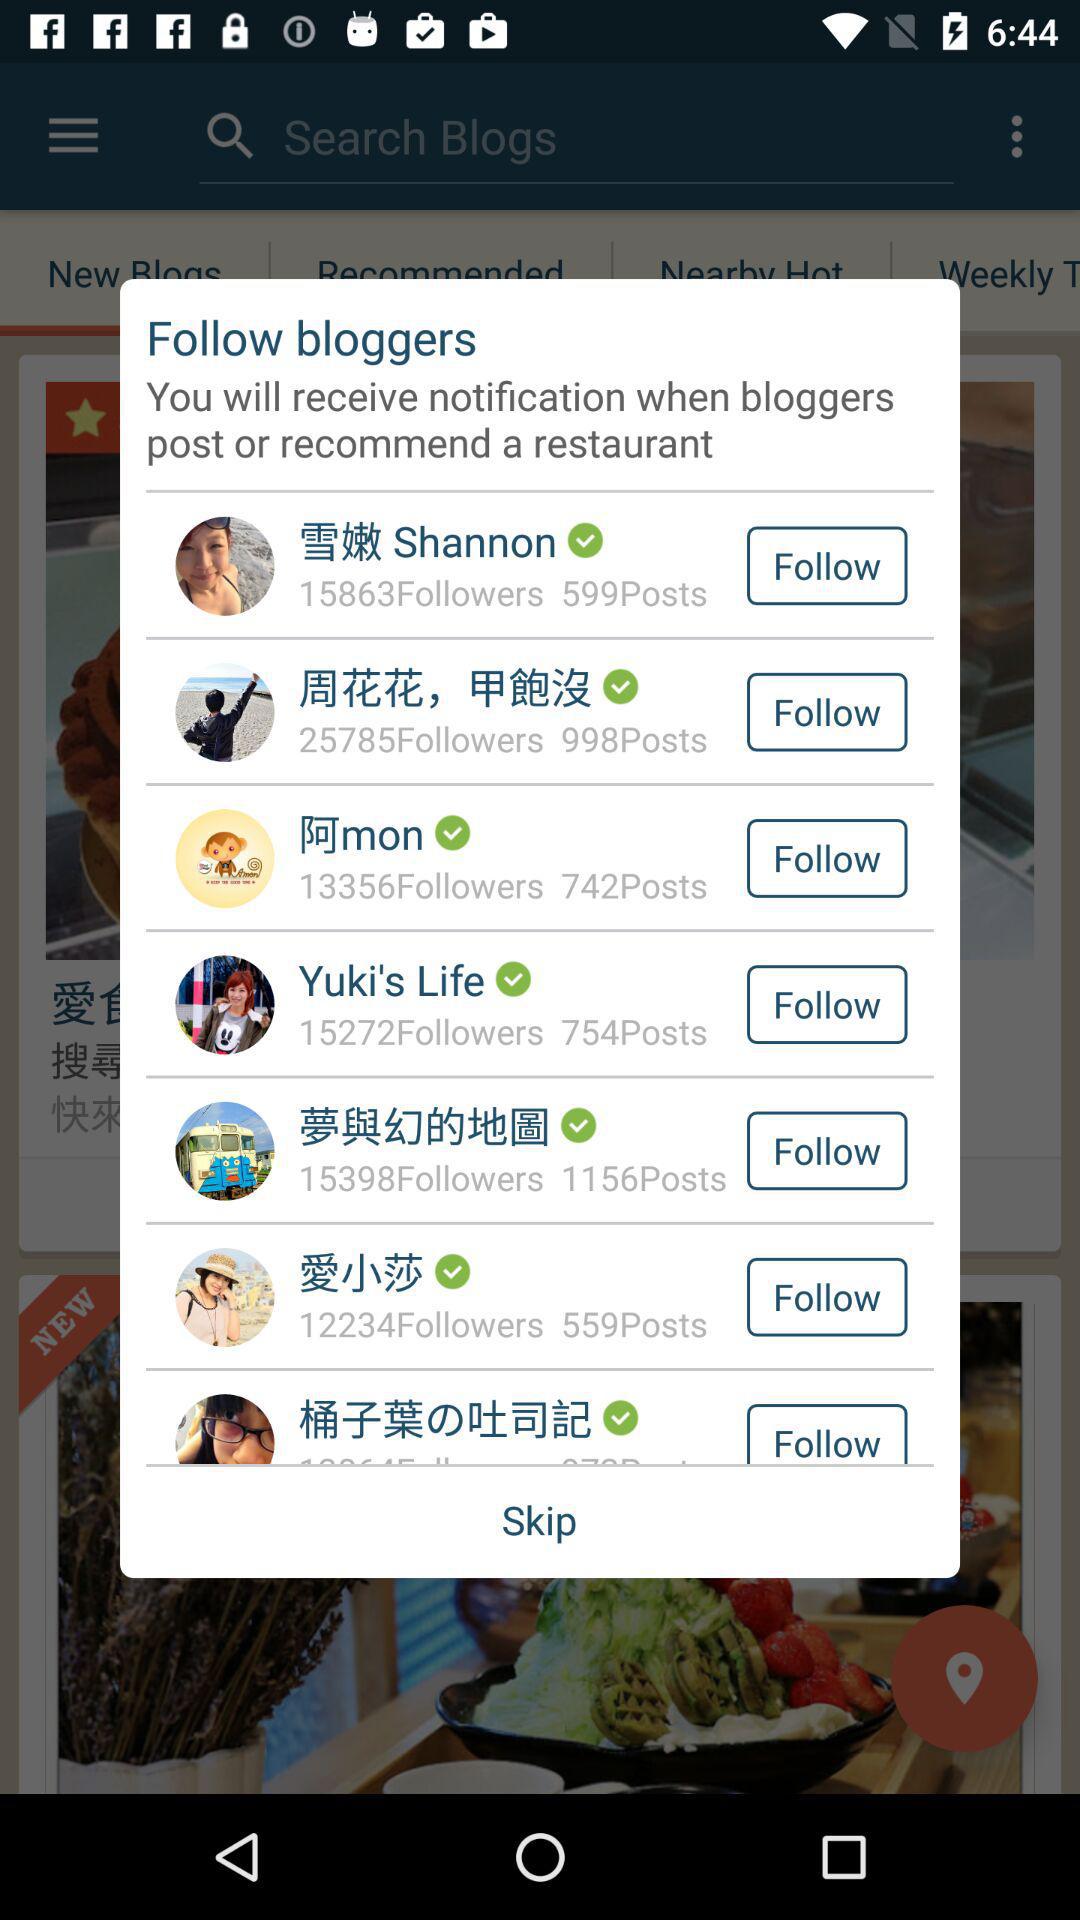 6:44
Search Blogs
New Blogs
Recommended
Nearby Hot
Weekly T
Follow bloggers
You will receive notification when bloggers
post or recommend a restaurant
雪嫩 Shannon
15863Followers 599Posts
Follow
周花花，甲飽沒
25785Followers 998Posts
Follow
阿mon
13356Followers 742Posts
Follow
Yuki's Life
15272Followers 754Posts
Follow
愛食
搜尋
快來
夢與幻的地圖
15398Followers 1156Posts
Follow
愛小莎
12234Followers 559Posts
Follow
NEW
桶子葉の吐司記
Follow
Skip